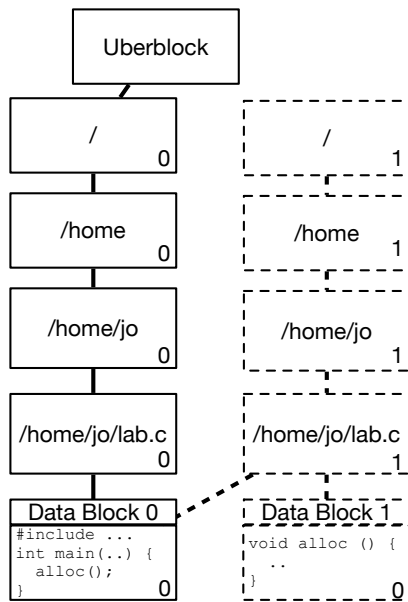 Uberblock
/
0
/
1
/home
0
/home
1
/home/jo
0
/home/jo
1
/home/jo/lab.c
0
/home/jo/lab.c
1
Data Block 0
#include ...
int main(..) {
alloc();
}
0
Data Block 1
void alloc () {
..
}
0